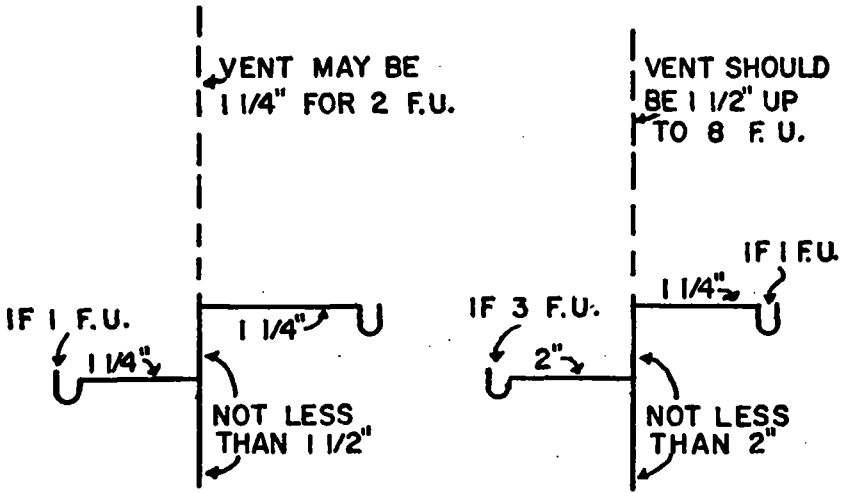 VENT MAY BE
1 1/4" FOR 2 F.U.
VENT SHOULD
BE 1 1/2" UP
TO 8 F.U.
IF 1 F.U.
1 1/4"
1 1/4"
NOT LESS
THAN 1 1/2"
IF 3 F.U.
2"
1 1/4"
IF 1 F.U.
NOT LESS
THAN 2"